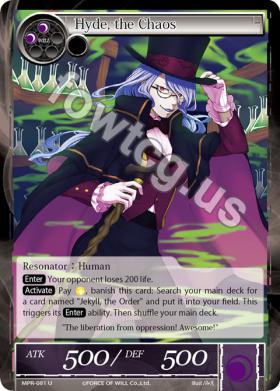 Hyde, the Chaos
WILL
fowtcg.us
Resonator : Human
Enter Your opponent loses 200 life.
Activate Pay , banish this card: Search your main deck for
a card named "Jekyll, the Order" and put it into your field. This
triggers its Enter ability. Then shuffle your main deck.
"The liberation from oppression! Awesome!"
ATK 500 / DEF 500
MPR-081 U ©FORCE OF WILL Co.,Ltd.